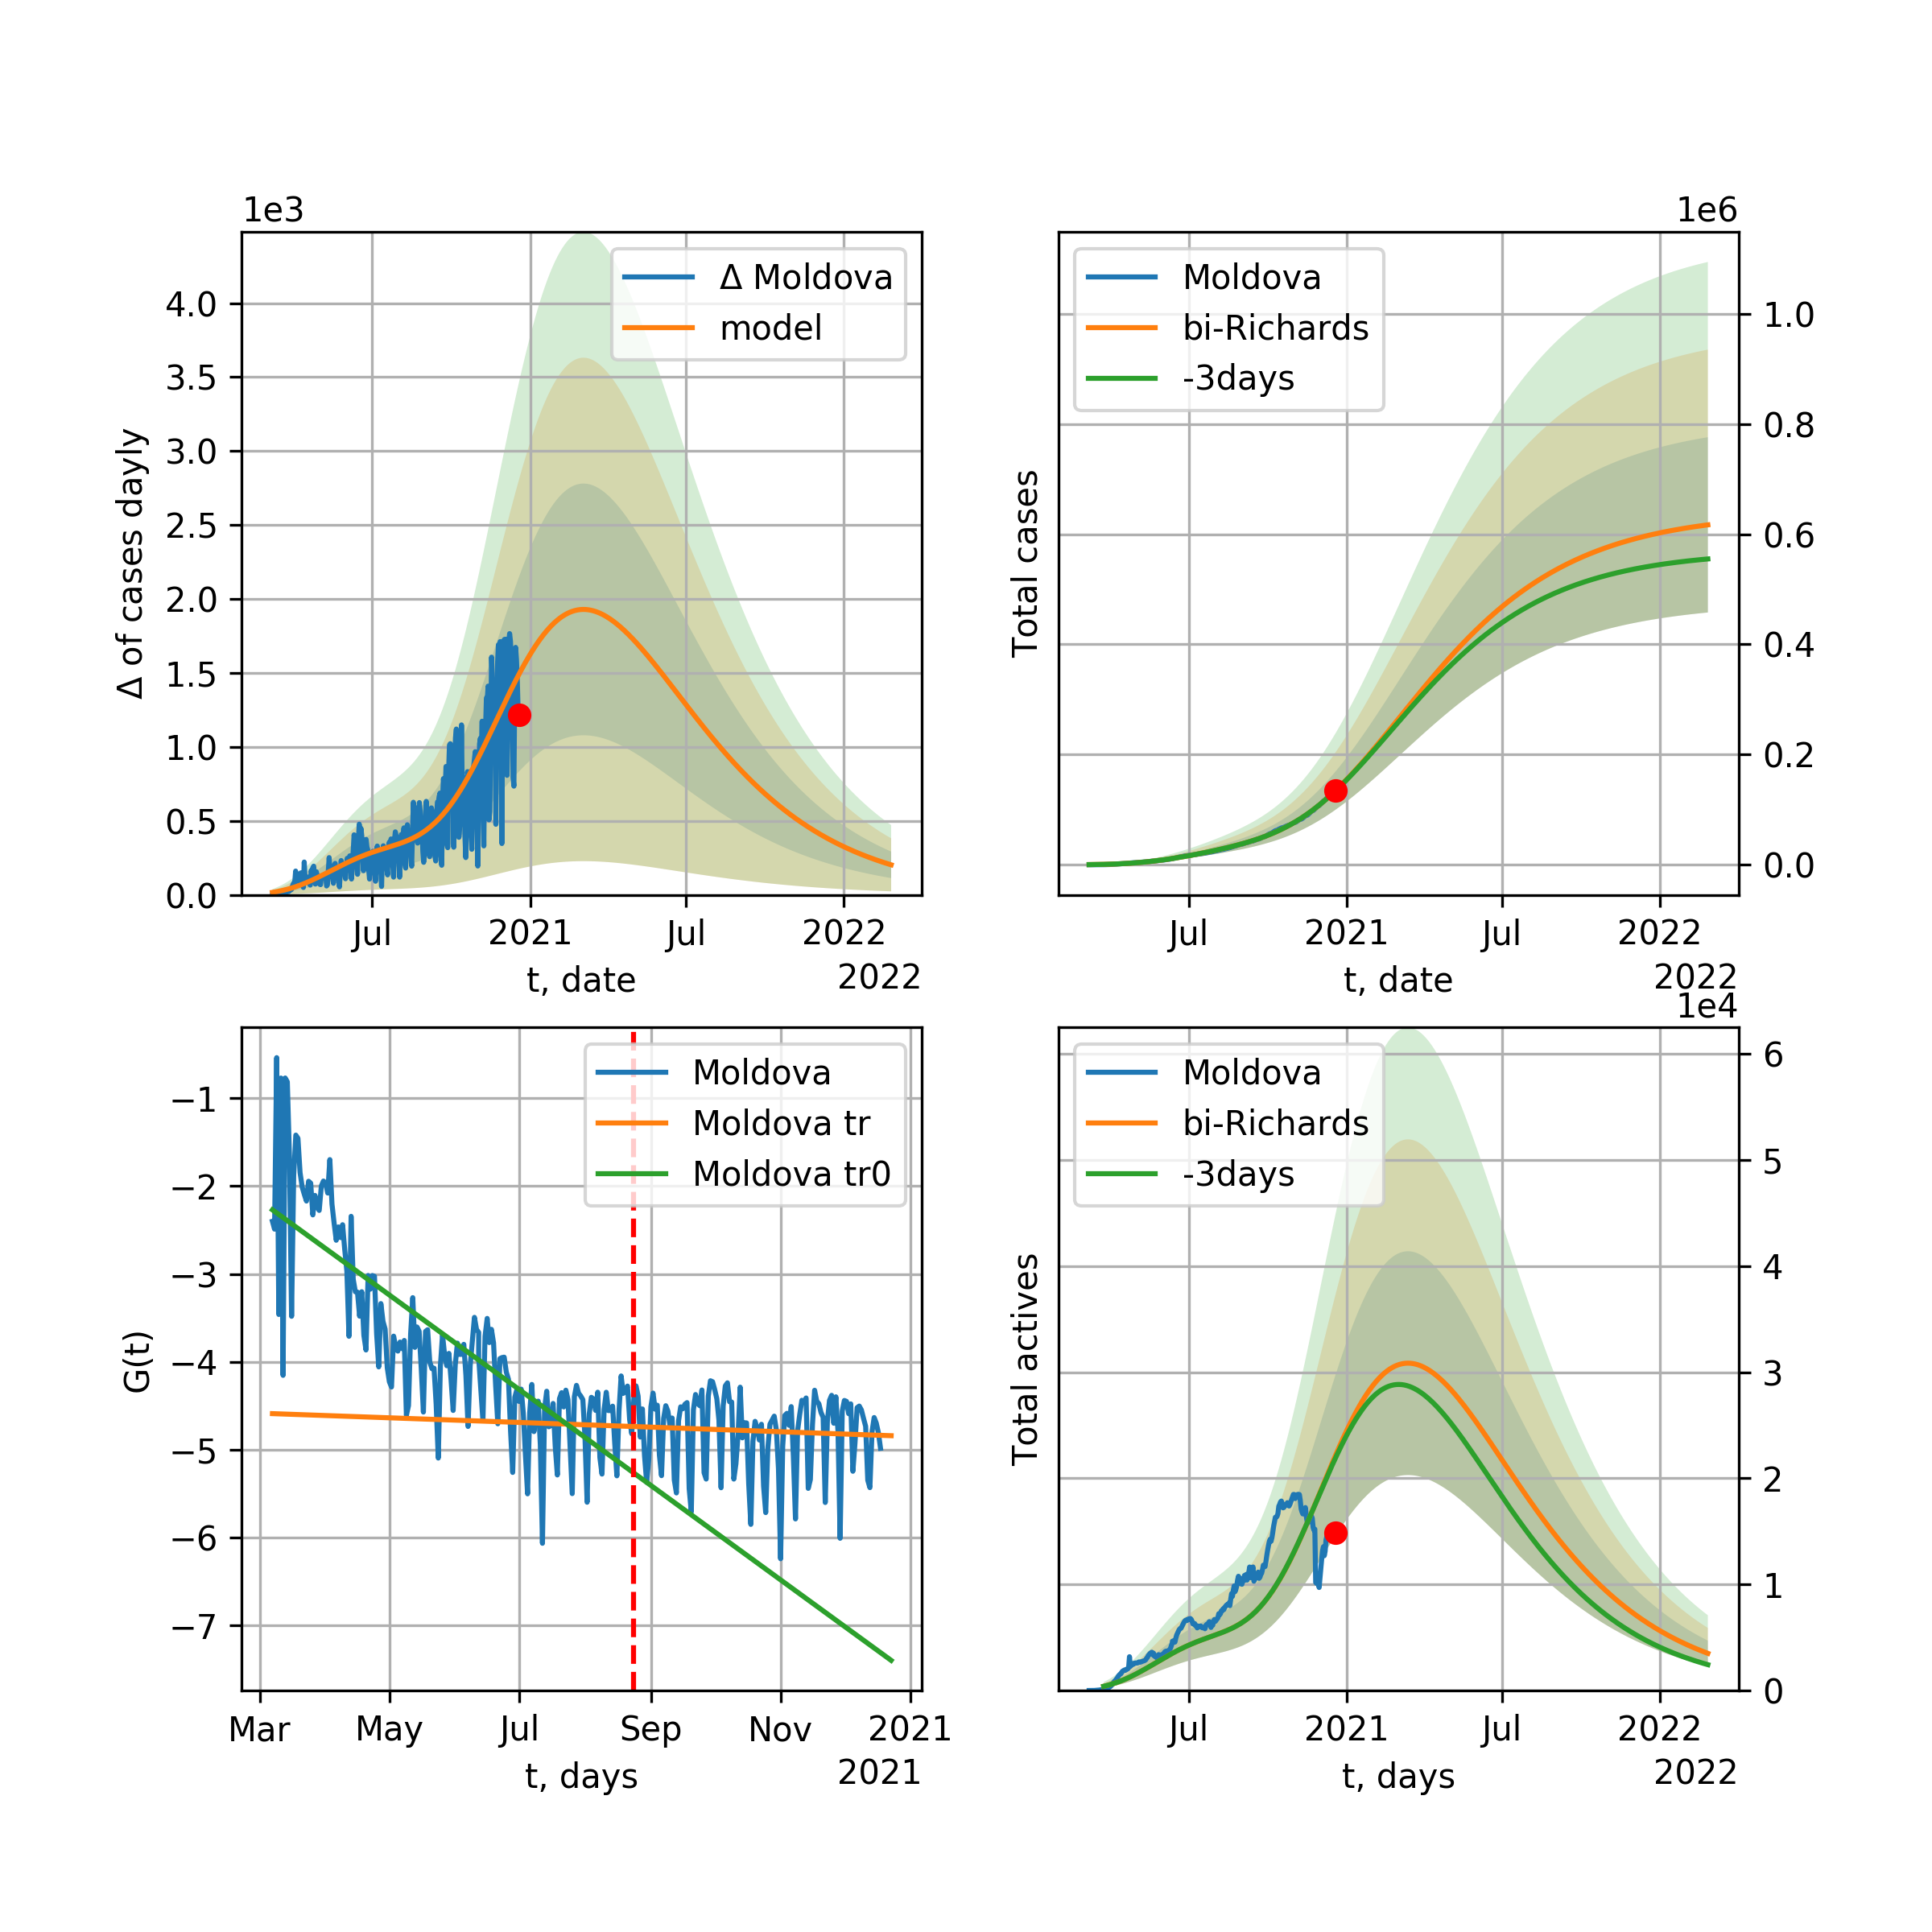 1e3
Δ of cases dayly
4.0
3.5
3.0
2.5
2.0
1.5
1.0
0.5
0.0
Δ Moldova
model
Jul 2021 Jul 2022
t, date
2022
1e6
Total cases
Moldova
bi-Richards
-3days
1.0
0.8
0.6
0.4
0.2
0.0
Jul 2021 Jul 2022
t, date
2022
G(t)
−1
−2
−3
−4
−5
−6
−7
Moldova
Moldova tr
Moldova tr0
Mar May Jul Sep Nov 2021
t, days
2021
1e4
Total actives
Moldova
bi-Richards
-3days
6
5
4
3
2
1
0
Jul 2021 Jul 2022
t, days
2022